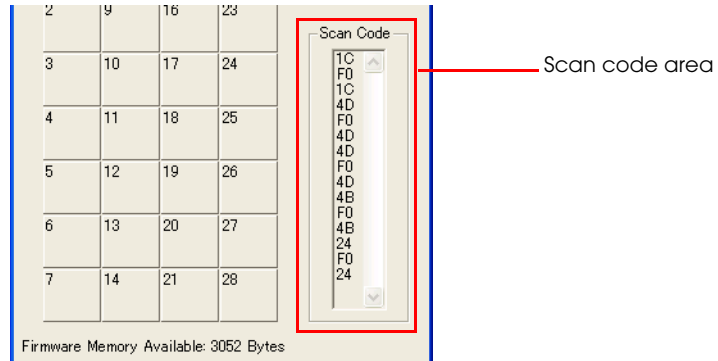 2 9 16 23
3 10 17 24
4 11 18 25
5 12 19 26
6 13 20 27
7 14 21 28
Scan Code
1C
F0
1C
4D
F0
4D
4D
F0
4D
4B
F0
4B
24
F0
24
Scan code area
Firmware Memory Available: 3052 Bytes